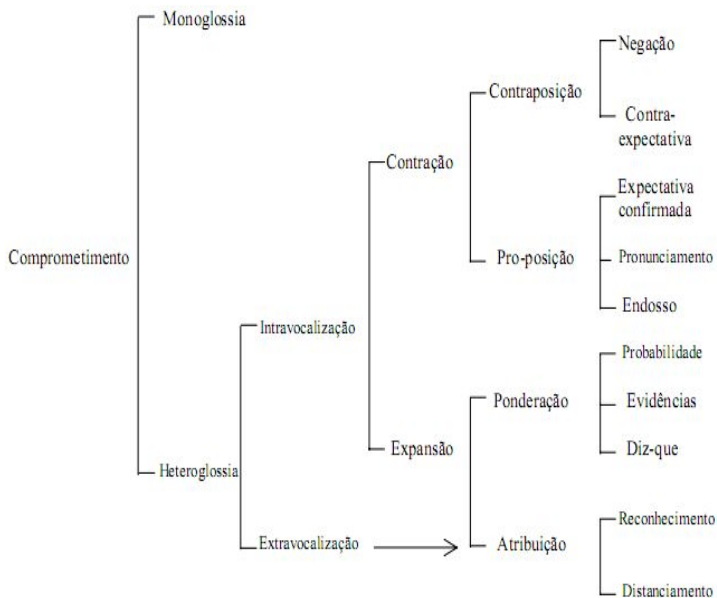 Monoglossia
Negação
Contraposição
Contra-
expectativa
Contração
Expectativa
confirmada
Comprometimento
Pro-posição
Pronunciamento
Endosso
Intravocalização
Probabilidade
Ponderação
Evidências
Expansão
Diz-que
Heteroglossia
Reconhecimento
Extravocalização
Atribuição
Distanciamento